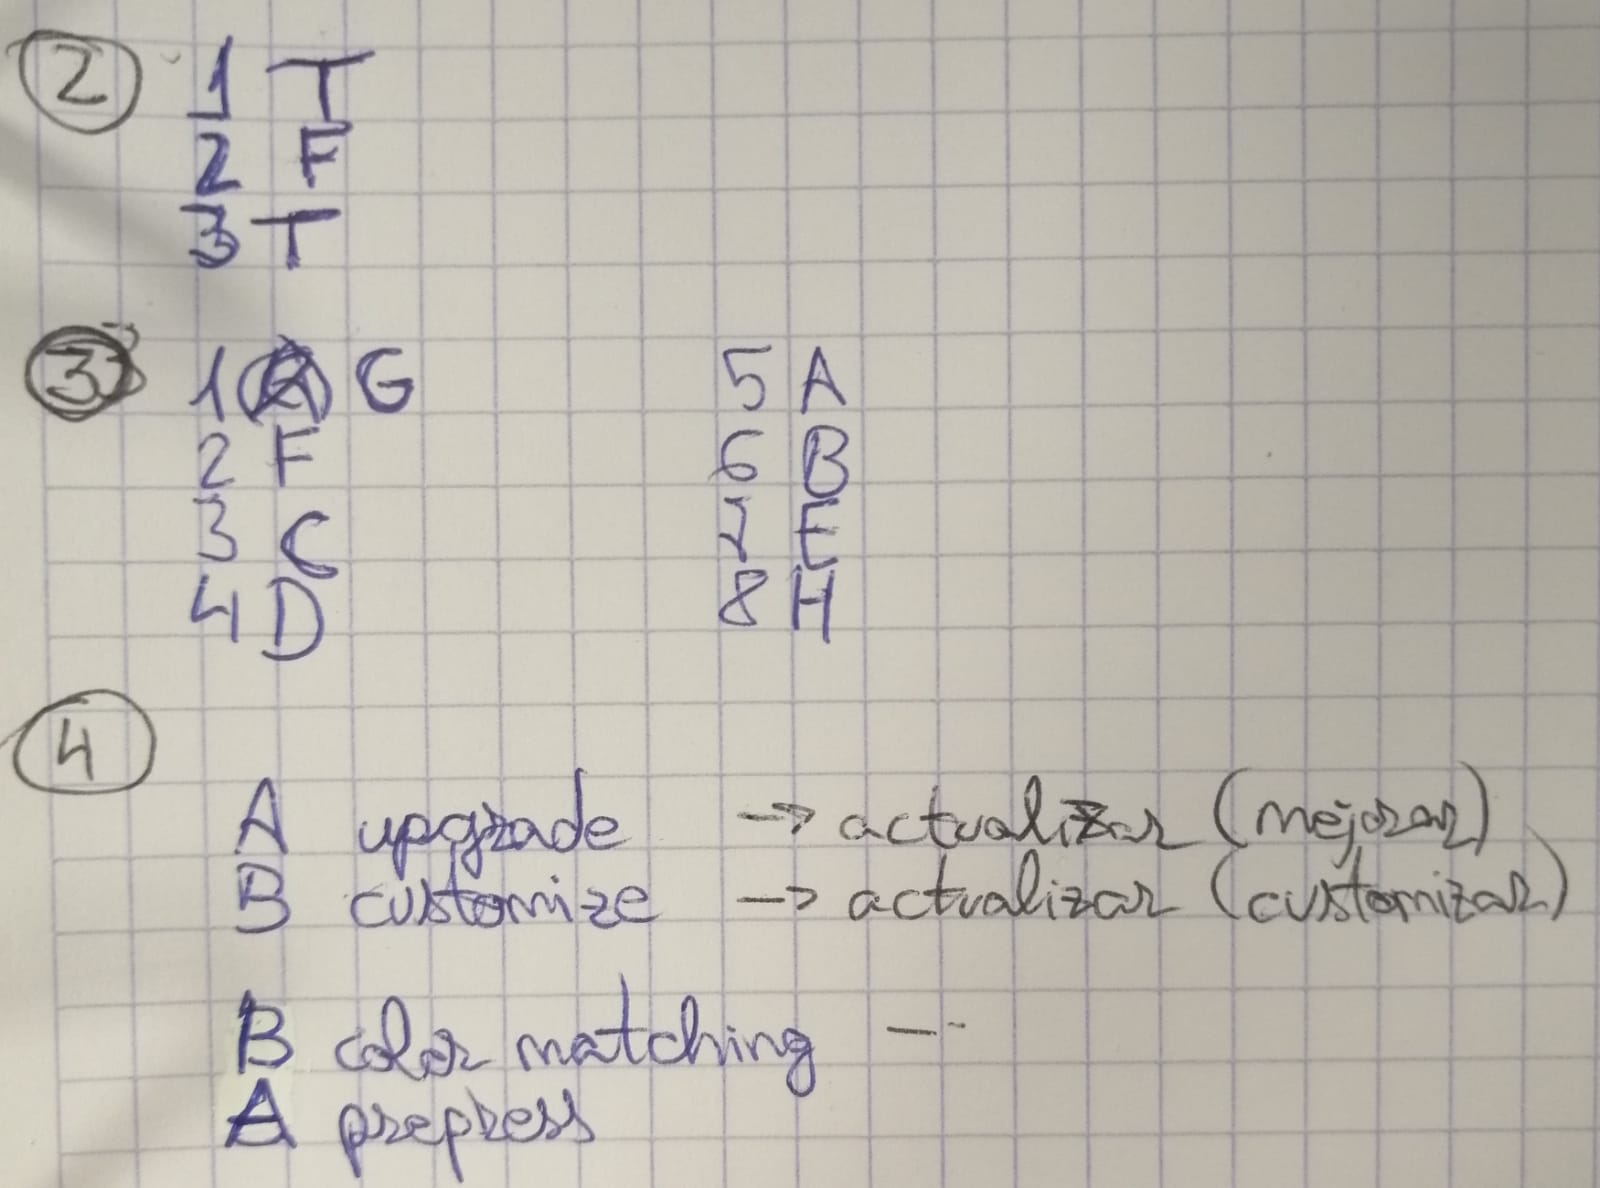 2
1 T
2 F
3 T
3
1 G
2 F
3 C
4 D
5 A
6 B
7 E
8 H
4
A upgrade -> actualizar (mejorar)
B customize -> actualizar (customizar)
B color matching --
A prepress